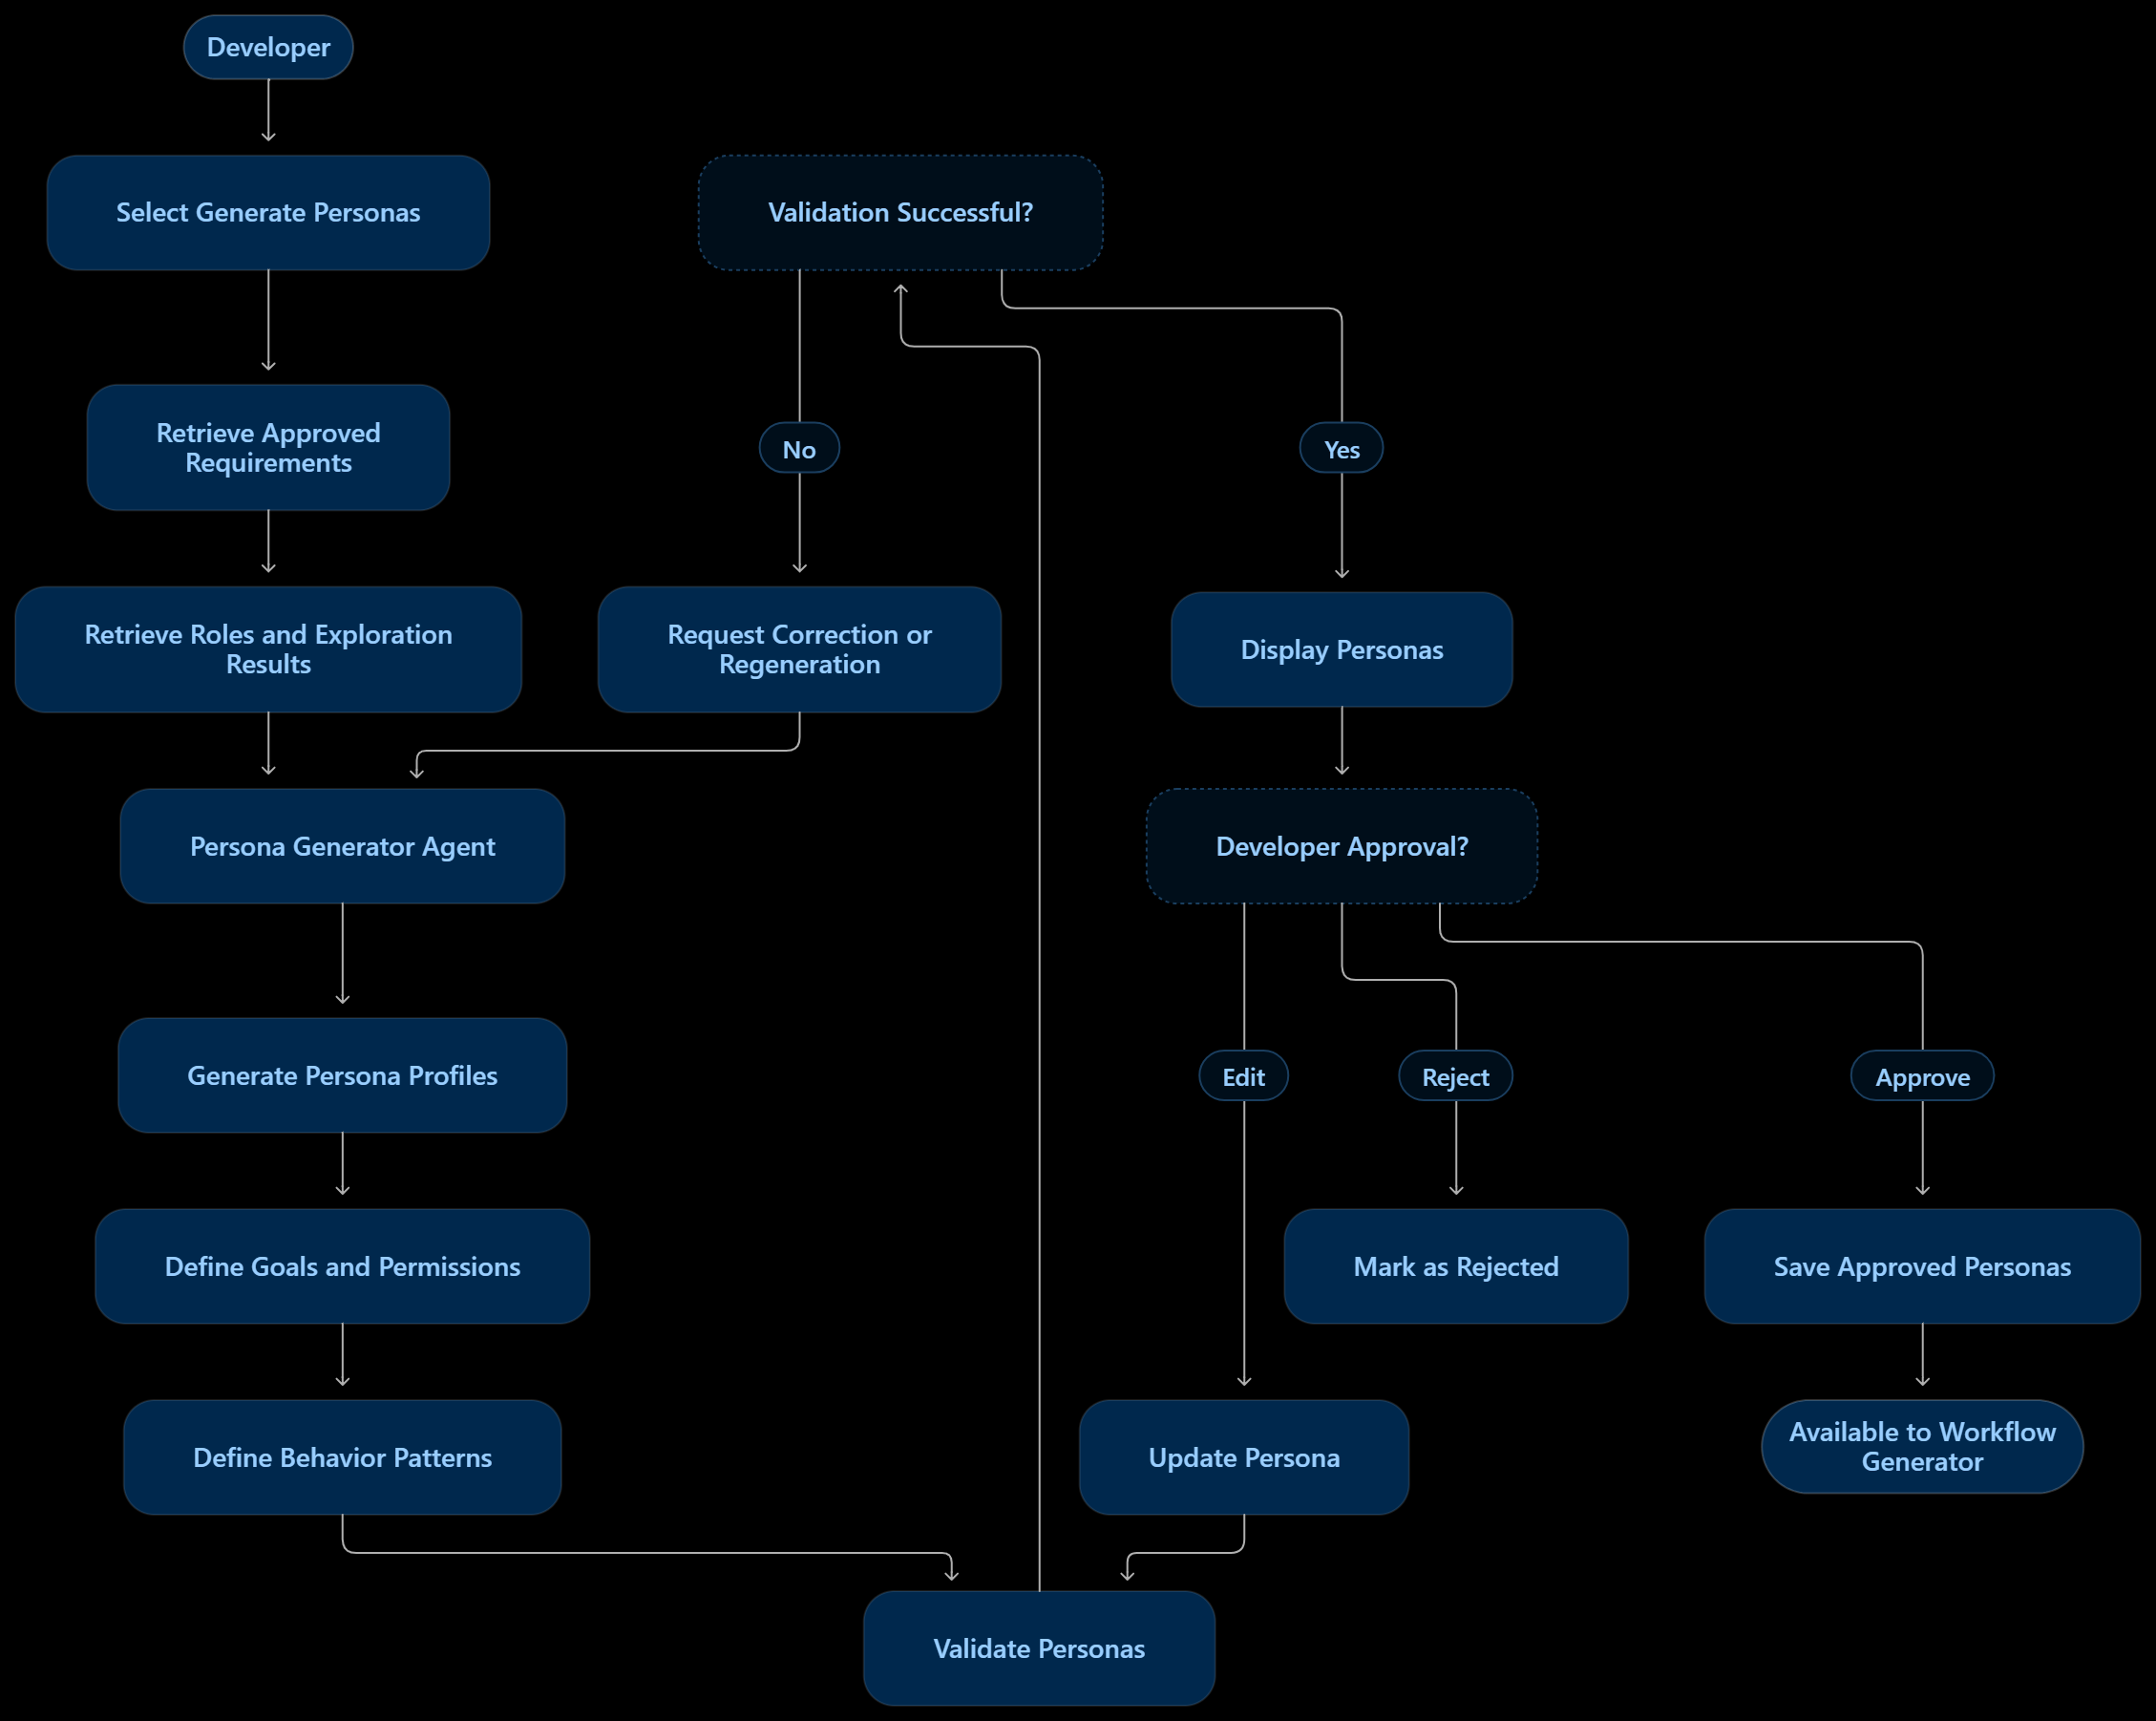 Developer
Select Generate Personas
Retrieve Approved
Requirements
Retrieve Roles and Exploration
Results
Persona Generator Agent
Generate Persona Profiles
Define Goals and Permissions
Define Behavior Patterns
Validate Personas
Validation Successful?
No
Request Correction or
Regeneration
Yes
Display Personas
Developer Approval?
Edit
Reject
Approve
Update Persona
Mark as Rejected
Save Approved Personas
Available to Workflow
Generator